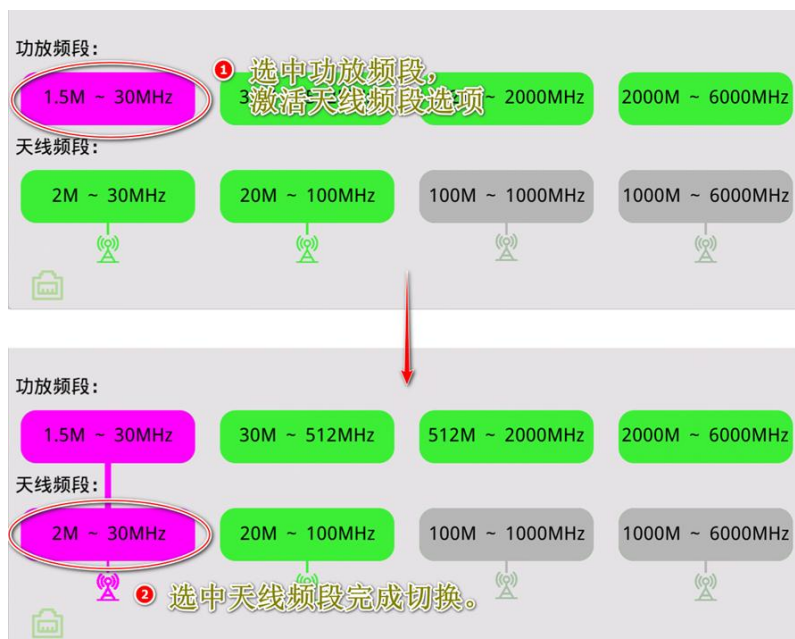 功放频段:
1.5M ~ 30MHz
❶ 选中功放频段，
激活天线频段选项
3
~ 2000MHz
2000M ~ 6000MHz
天线频段:
2M ~ 30MHz
20M ~ 100MHz
100M ~ 1000MHz
1000M ~ 6000MHz
功放频段:
1.5M ~ 30MHz
30M ~ 512MHz
512M ~ 2000MHz
2000M ~ 6000MHz
天线频段:
2M ~ 30MHz
20M ~ 100MHz
100M ~ 1000MHz
1000M ~ 6000MHz
❷ 选中天线频段完成切换。